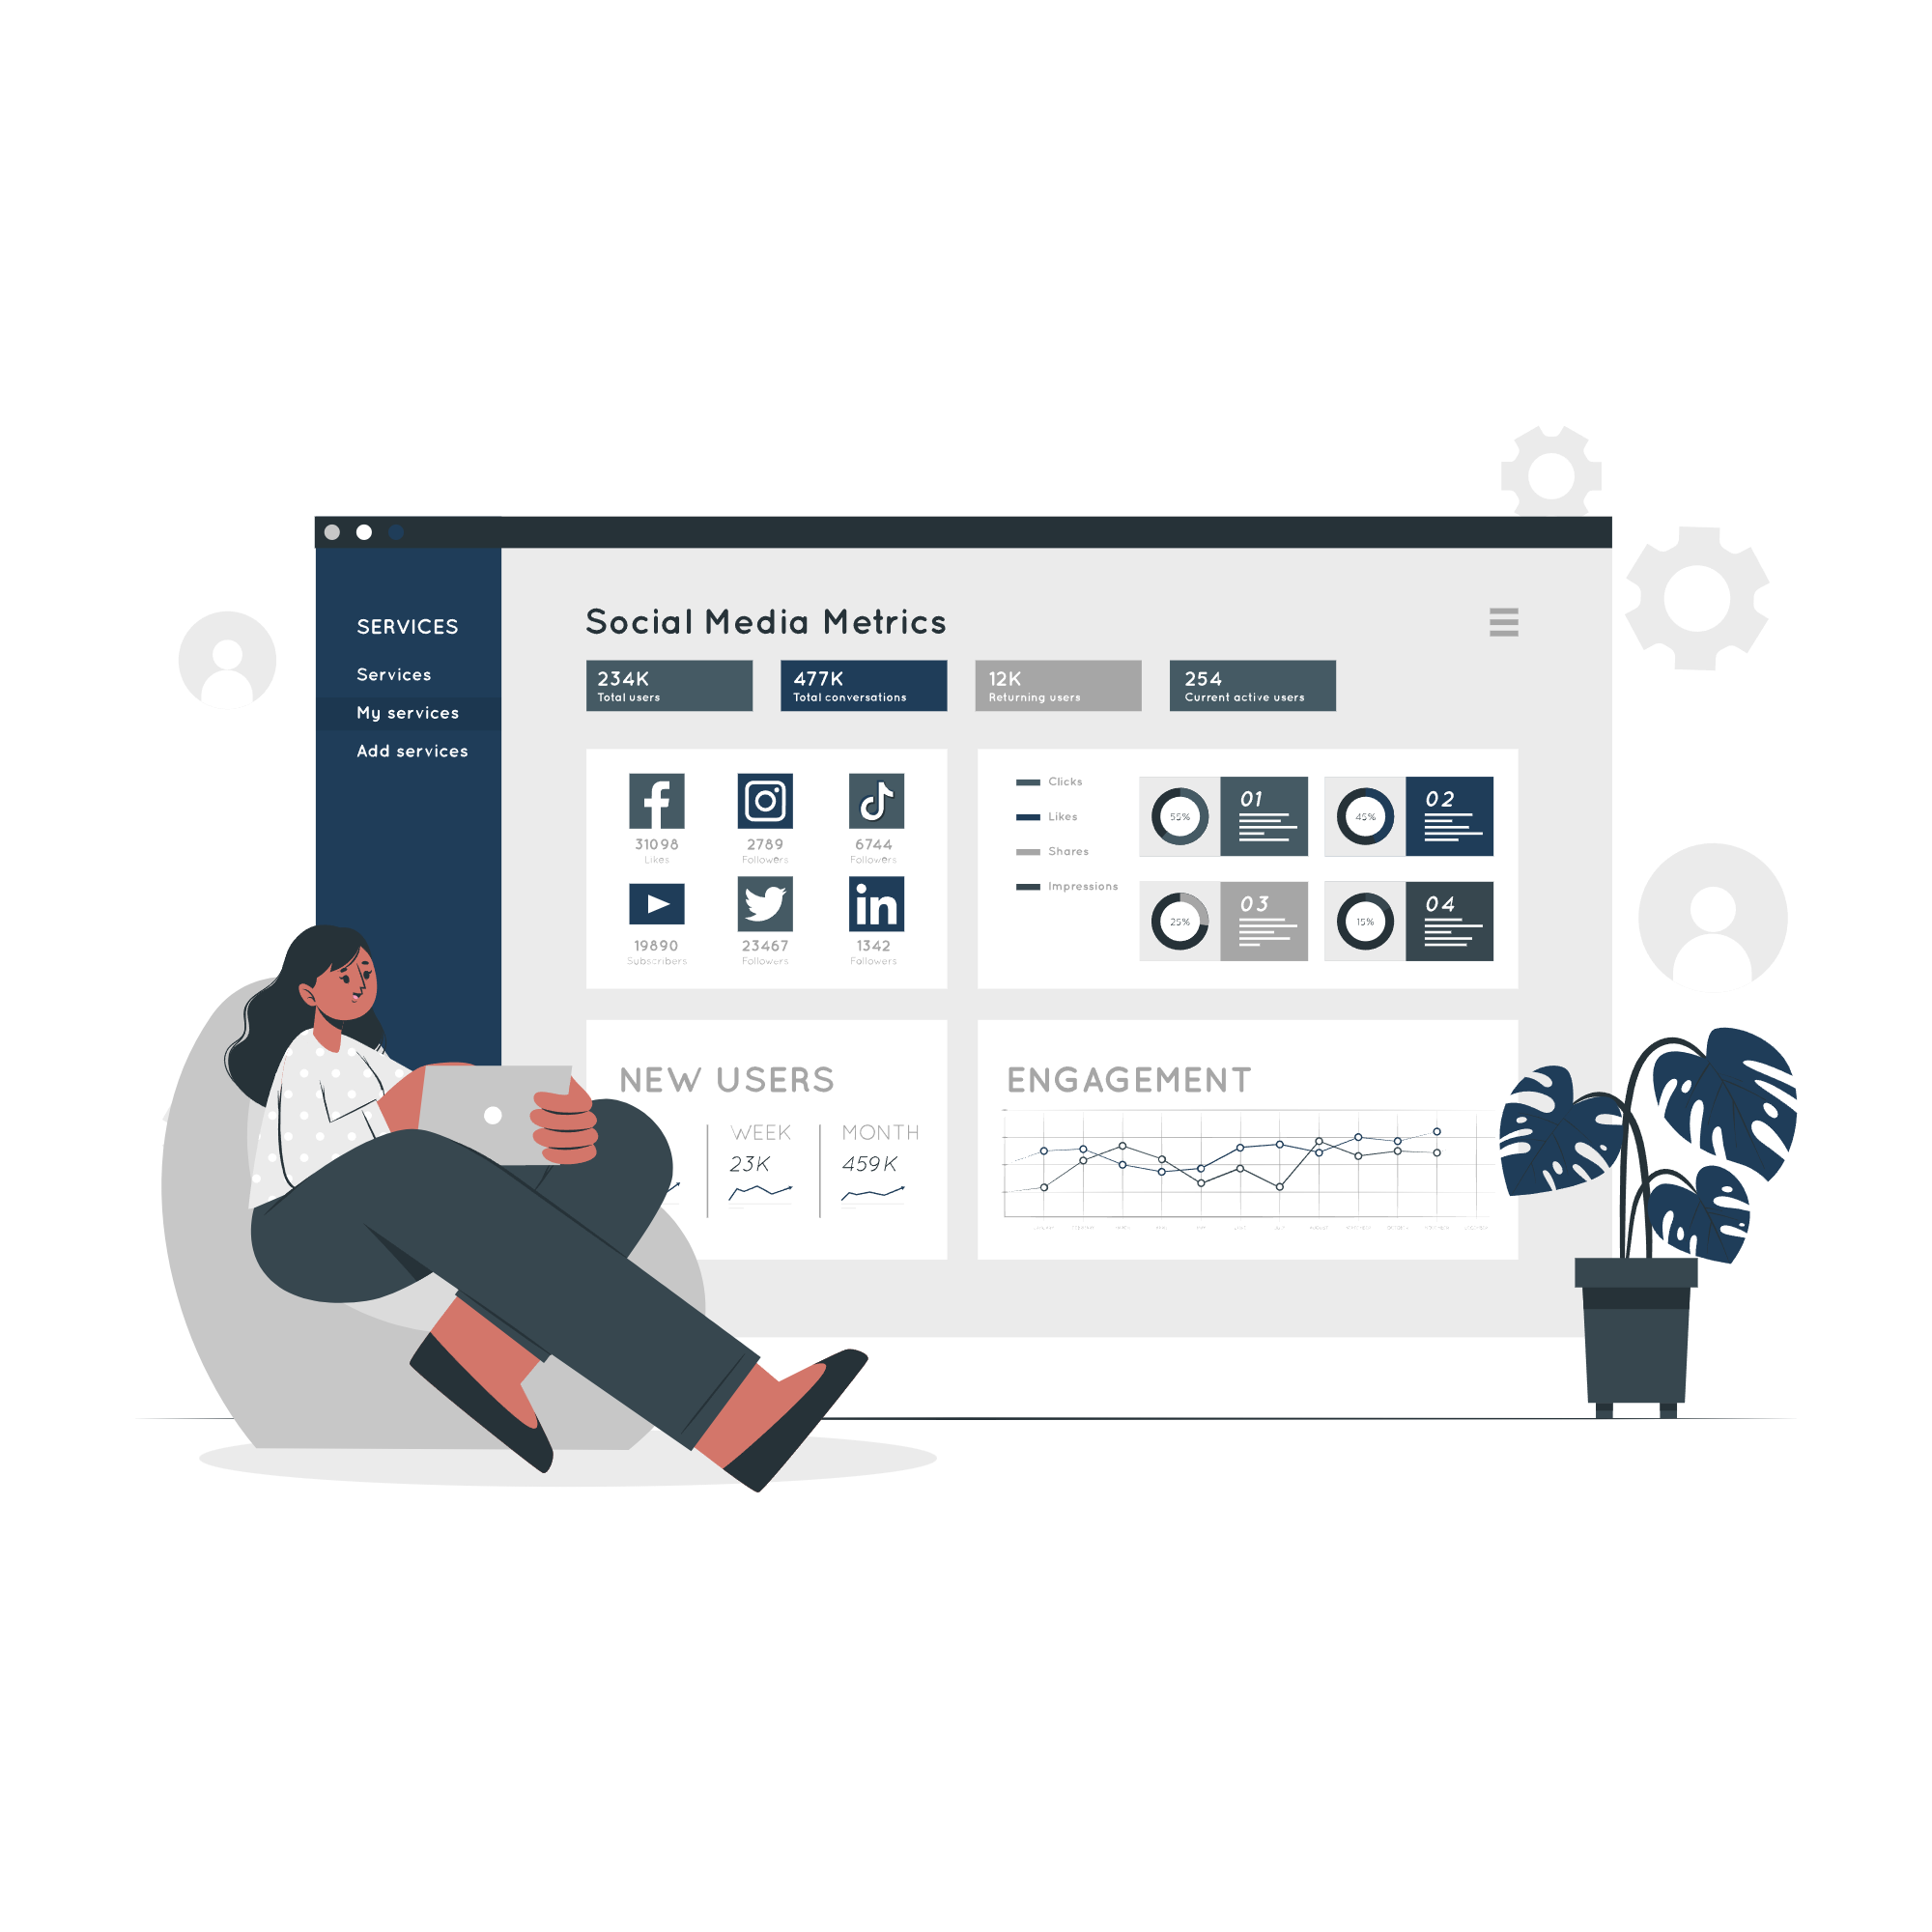 SERVICES
Services
My services
Add services
Social Media Metrics
234K
Total users
477K
Total conversations
12K
Returning users
254
Current active users
31098
Likes
2789
Followers
6744
Followers
19890
Subscribers
23467
Followers
1342
Followers
Clicks
Likes
Shares
Impressions
55%
01
45%
02
25%
03
15%
04
NEW USERS
WEEK
23K
MONTH
459K
ENGAGEMENT